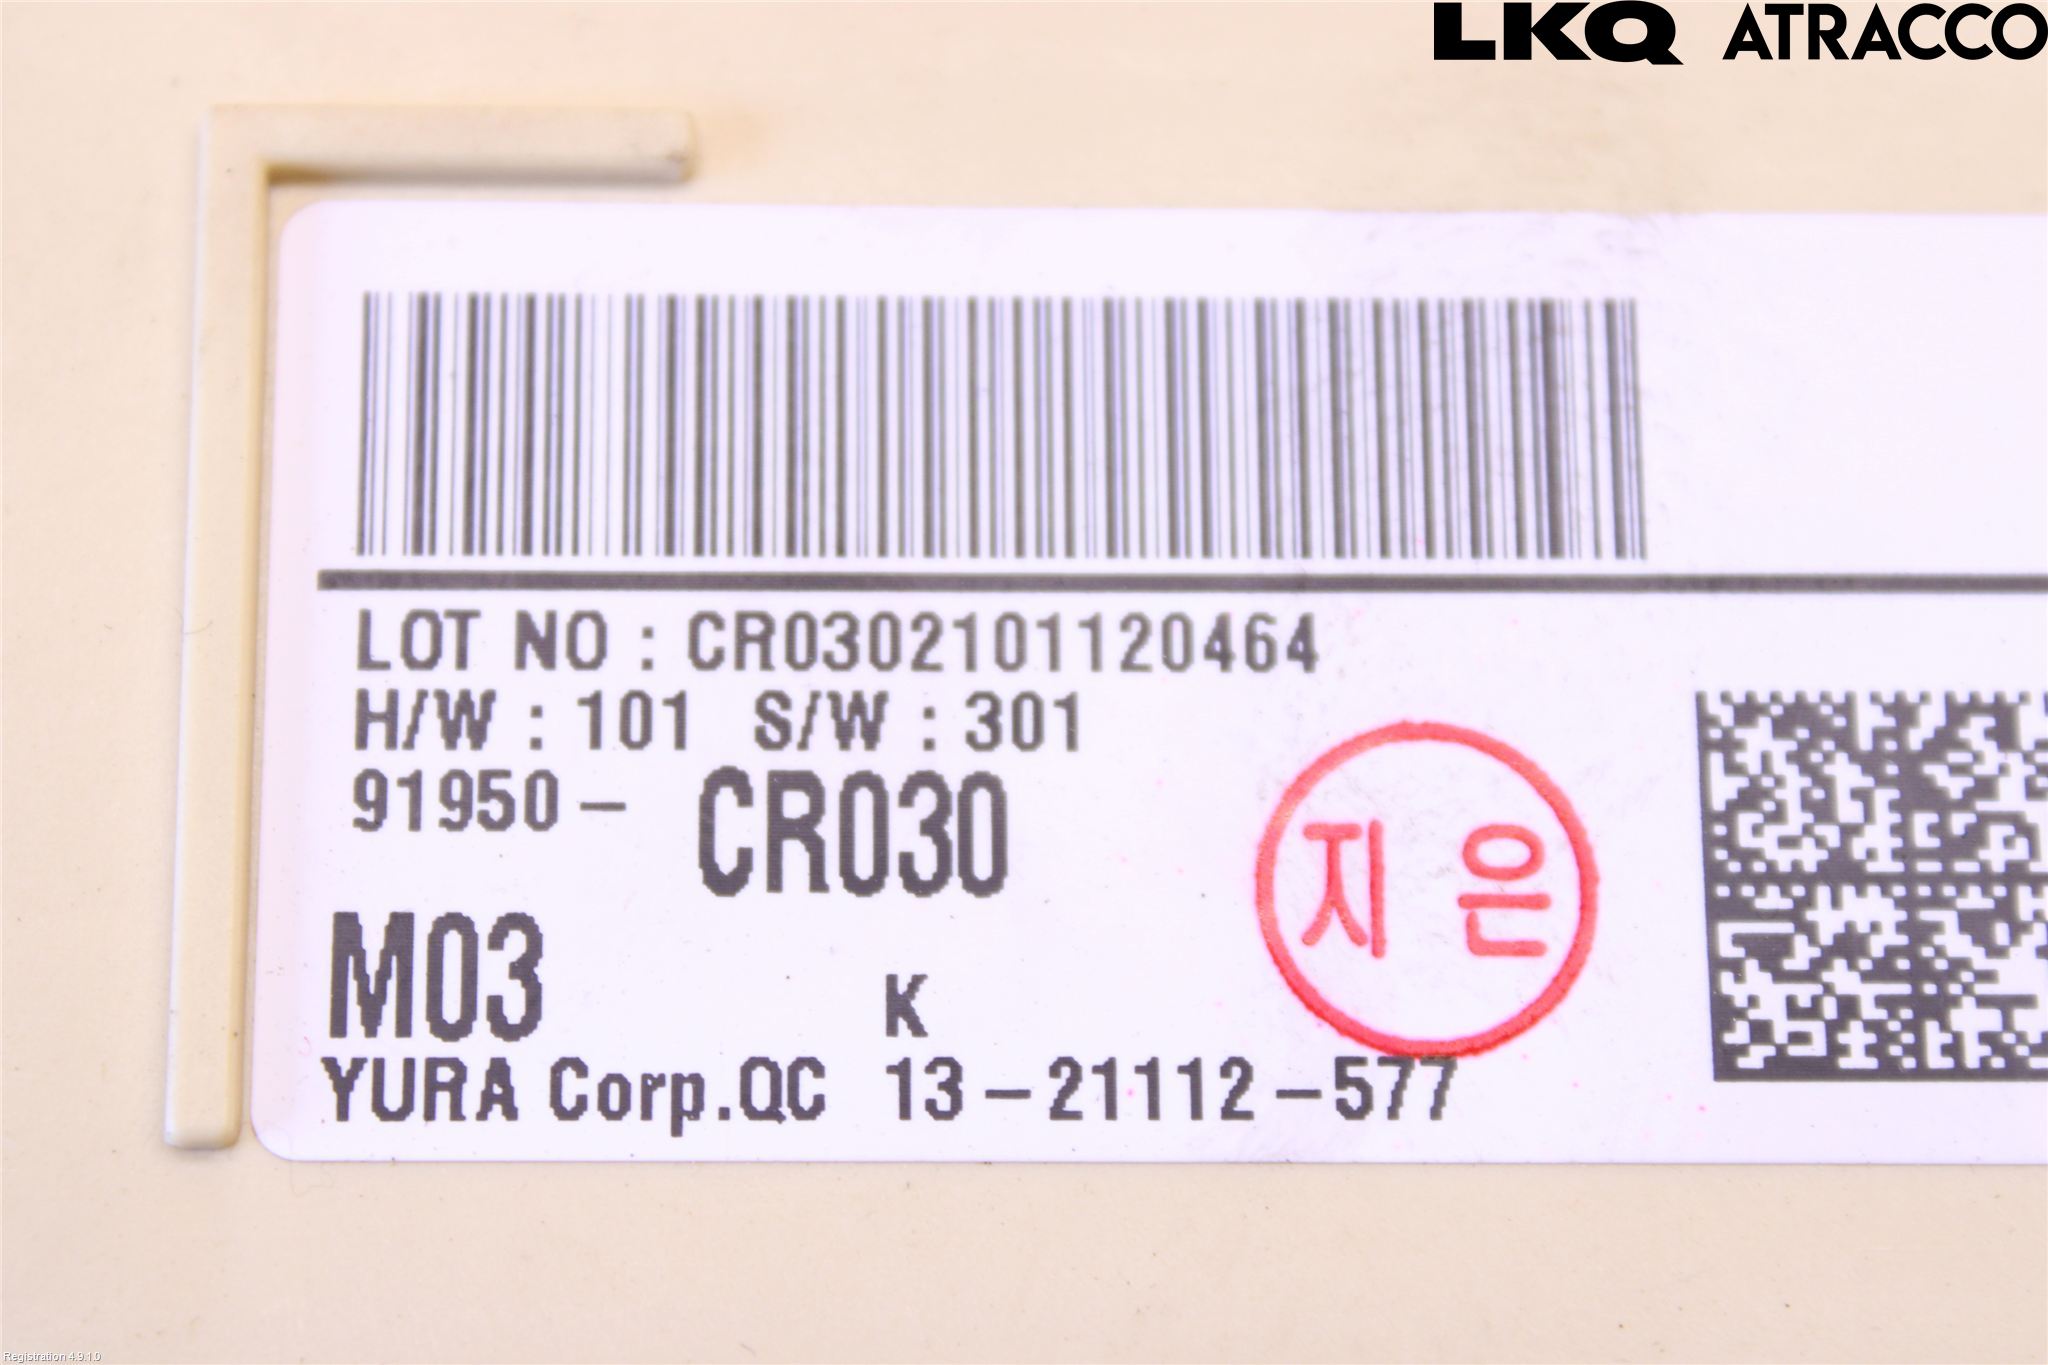 LKQ ATRACCO
LOT NO : CR0302101120464
H/W : 101 S/W : 301
91950 - CR030
지 은
M03 K
YURA Corp.QC 13-21112-577
Registration 4.9.1.0